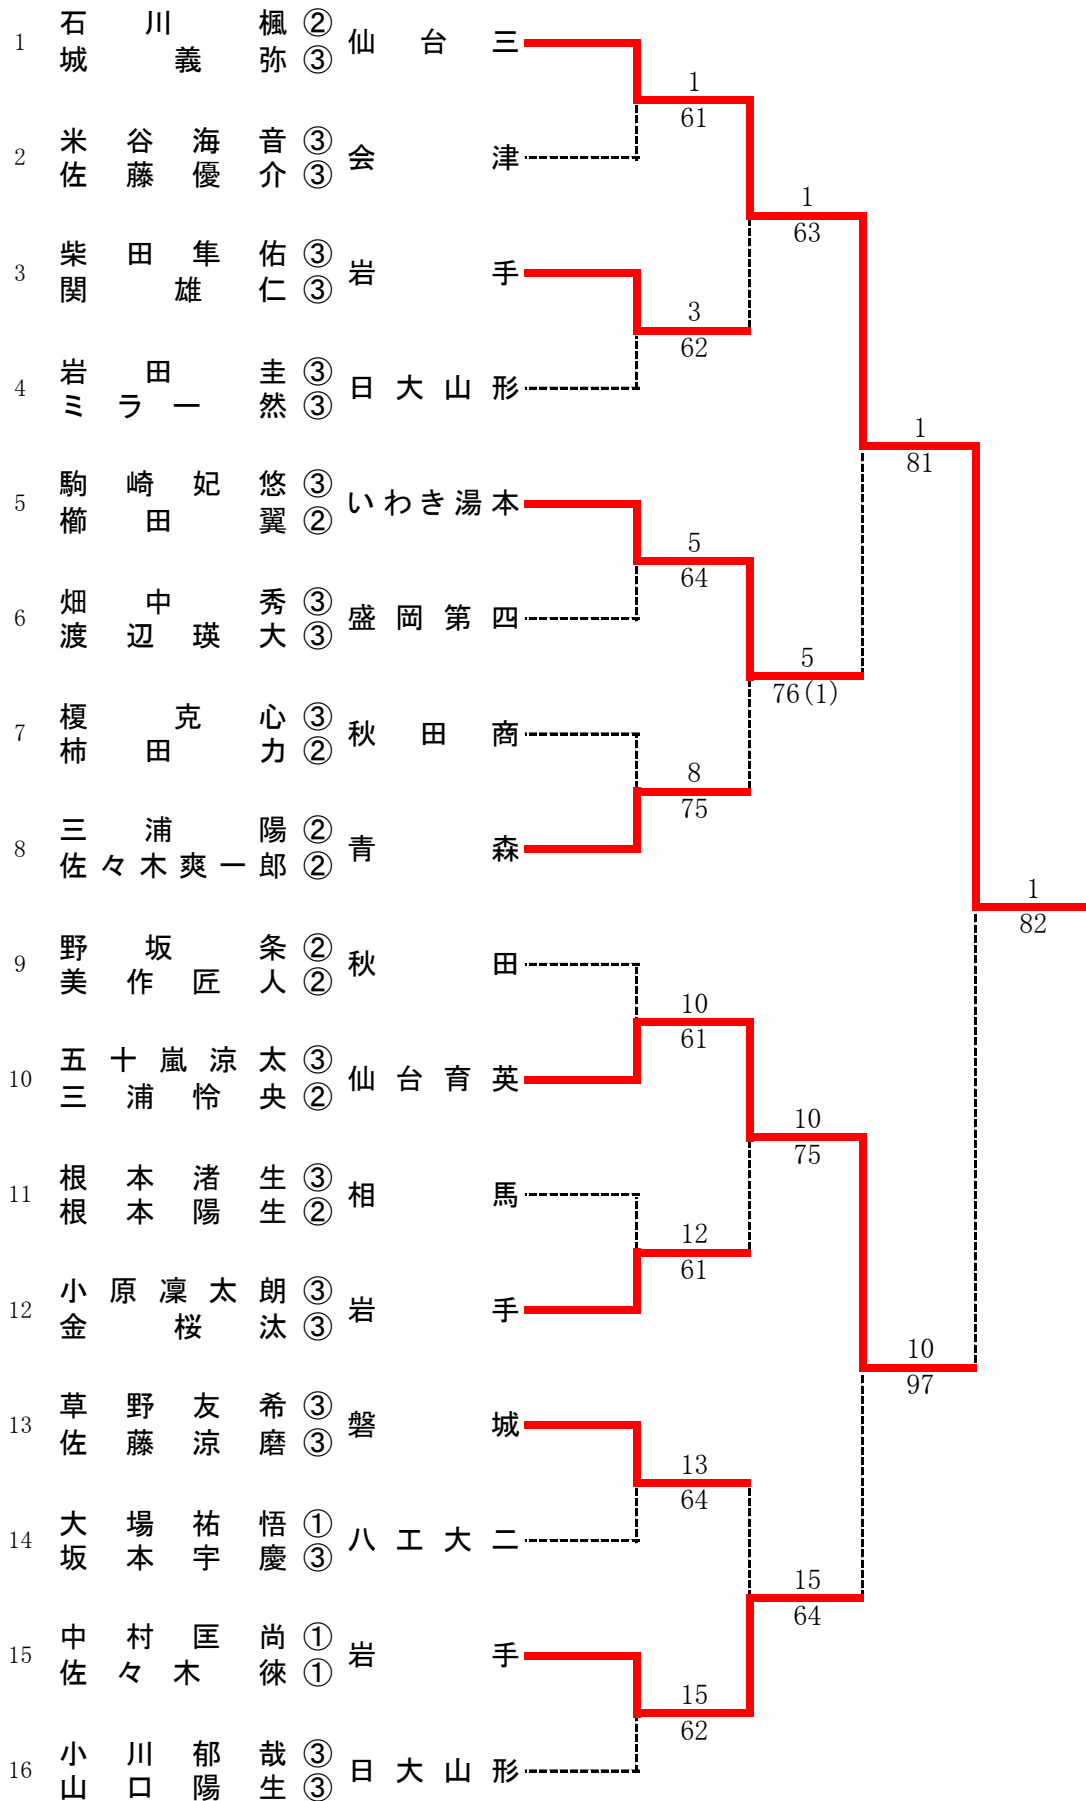 1 石川楓② 仙台三
城義弥③
2 米谷海音③ 会津
佐藤優介③
3 柴田隼佑③ 岩手
関雄仁③
4 岩田圭③ 日大山形
ミラー然③
5 駒崎妃悠③ いわき湯本
櫛田翼②
6 畑中秀③ 盛岡第四
渡辺瑛大③
7 榎克心③ 秋田商
柿田力②
8 三浦陽② 青森
佐々木爽一郎②
9 野坂条② 秋田
美作匠人②
10 五十嵐涼太③ 仙台育英
三浦怜央②
11 根本渚生③ 相馬
根本陽生②
12 小原凜太朗③ 岩手
金桜汰③
13 草野友希③ 磐城
佐藤涼磨③
14 大場祐悟① 八工大二
坂本宇慶③
15 中村匡尚① 岩手
佐々木徠①
16 小川郁哉③ 日大山形
山口陽生③
1
61
3
62
5
64
8
75
10
61
12
61
13
64
15
62
1
63
5
76(1)
10
75
15
64
1
81
10
97
1
82